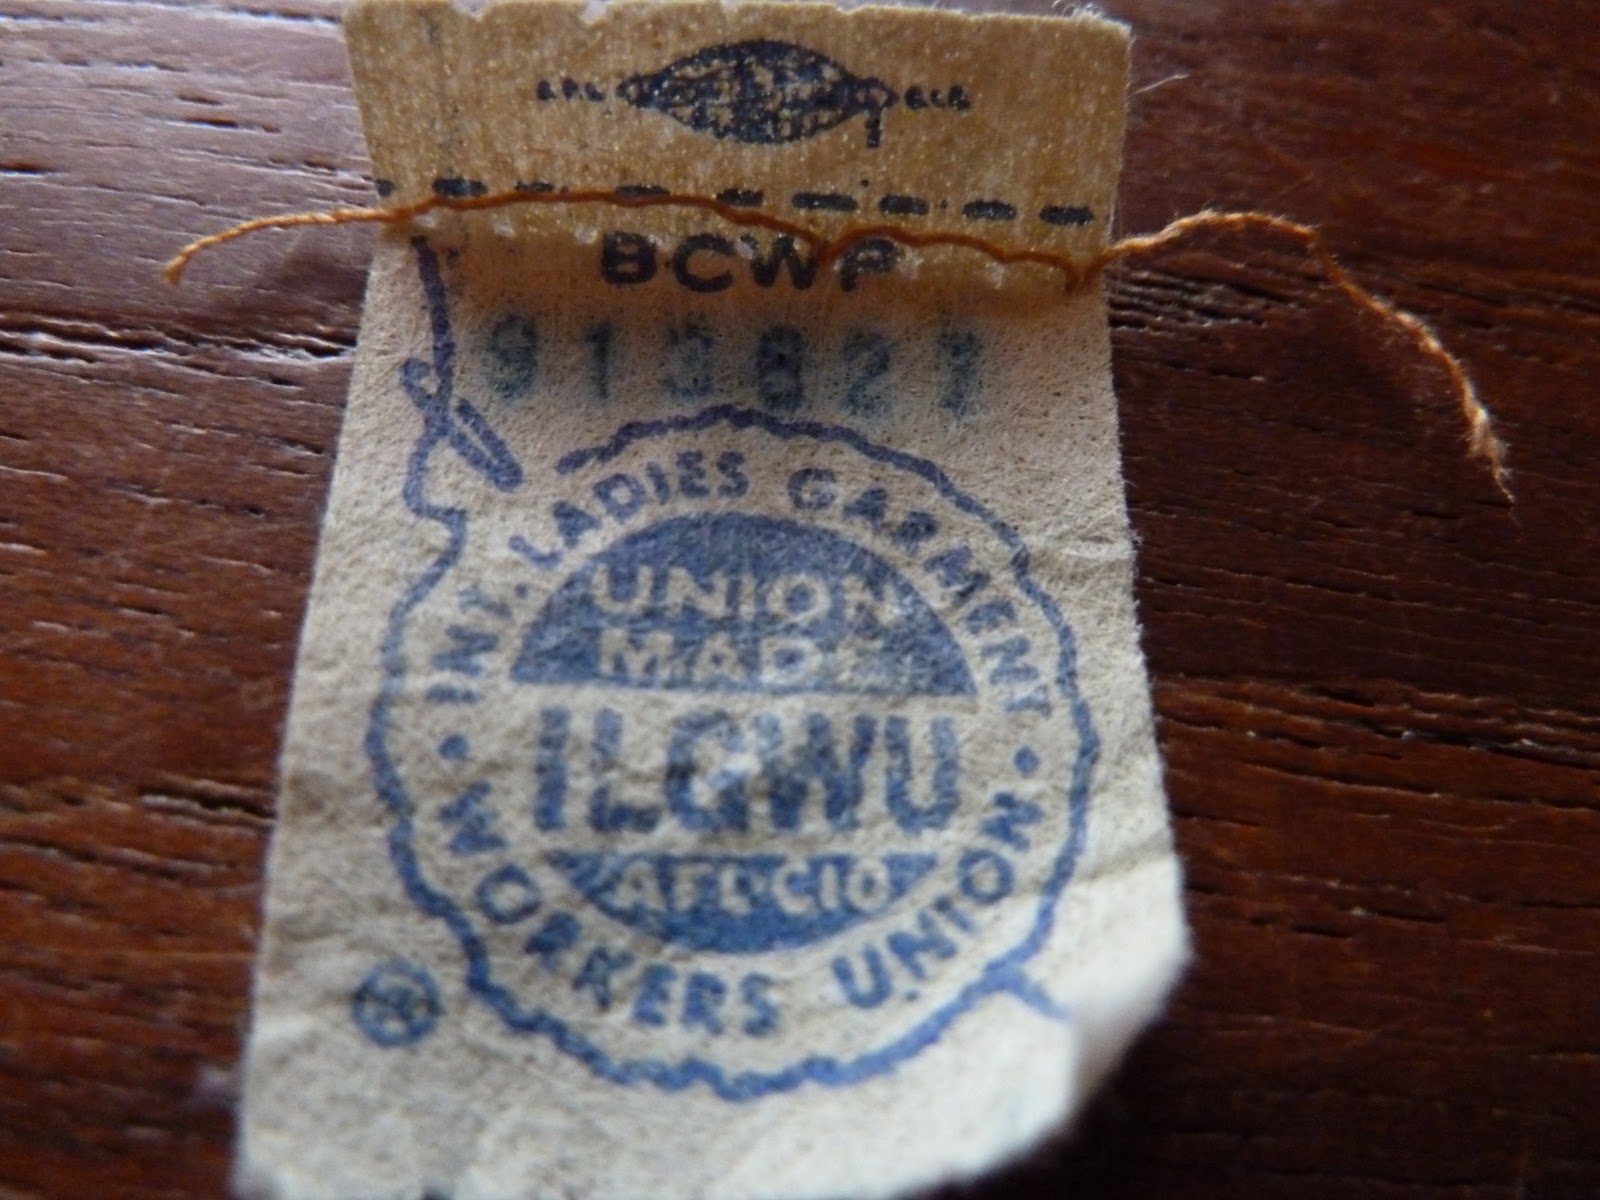 BCWP
INT. LADIES GARMENT
UNION
MADE
ILGWU
AFL-CIO
WORKERS UNION
®